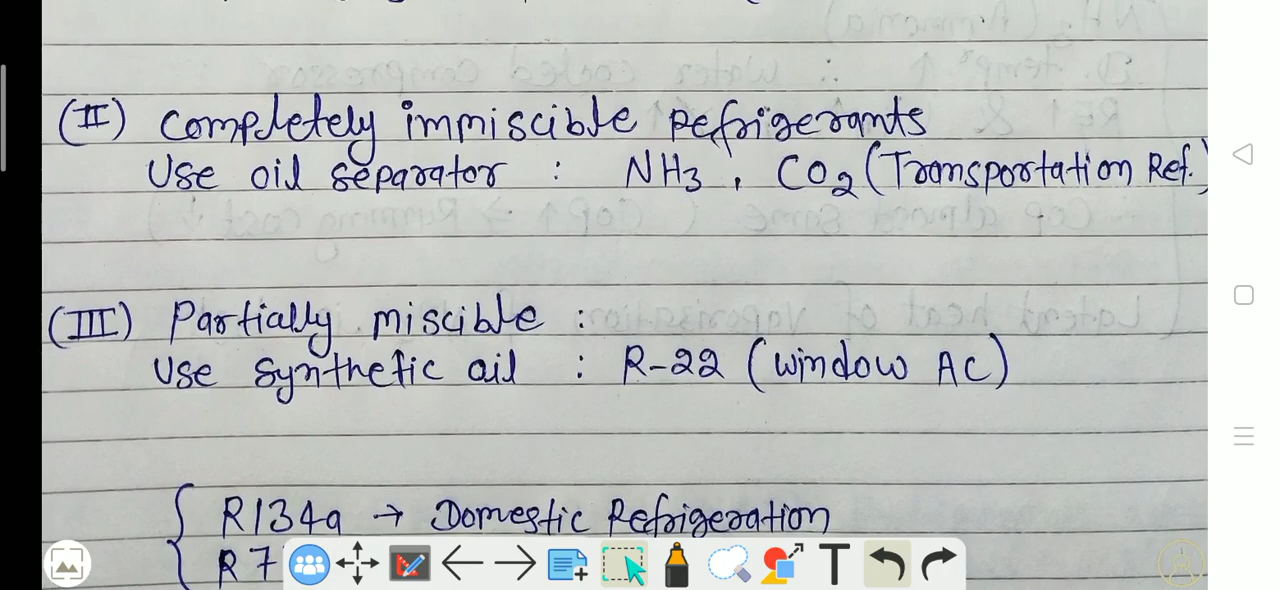 (II) Completely immiscible Refrigerants
Use oil separator : NH3, CO2 (Transportation Ref.)
(III) Partially miscible :
Use synthetic oil : R-22 (window AC)
R134a → Domestic Refrigeration
R7